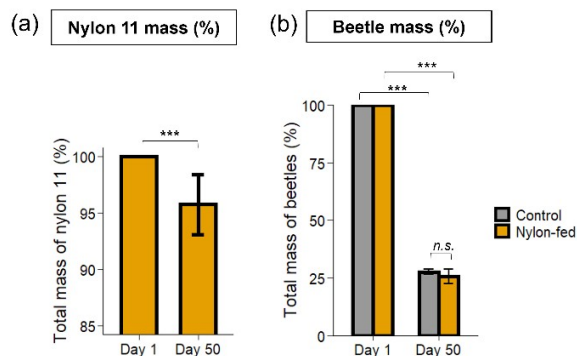 (a) Nylon 11 mass (%)
Total mass of nylon 11 (%)
100
95
90
85
***
Day 1 Day 50
(b) Beetle mass (%)
Total mass of beetles (%)
100
75
50
25
0
***
***
n.s.
Day 1 Day 50
Control
Nylon-fed